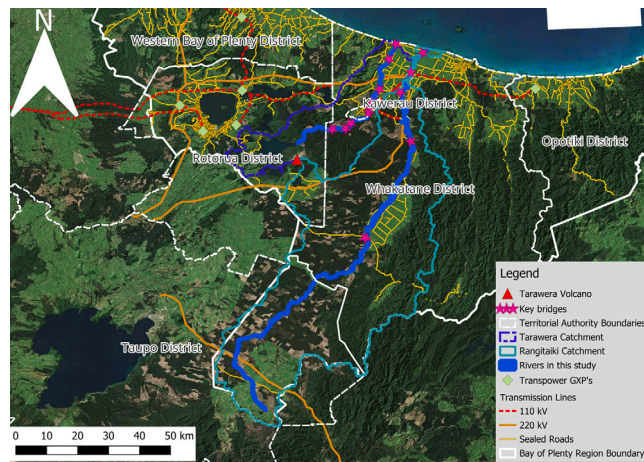 N
Western Bay of Plenty District
Kawerau District
Rotorua District
Opotiki District
Whakatane District
Taupo District
Legend
Tarawera Volcano
Key bridges
Territorial Authority Boundaries
Tarawera Catchment
Rangitaiki Catchment
Rivers in this study
Transpower GXP's
Transmission Lines
110 kV
220 kV
Sealed Roads
Bay of Plenty Region Boundary
0 10 20 30 40 50 km